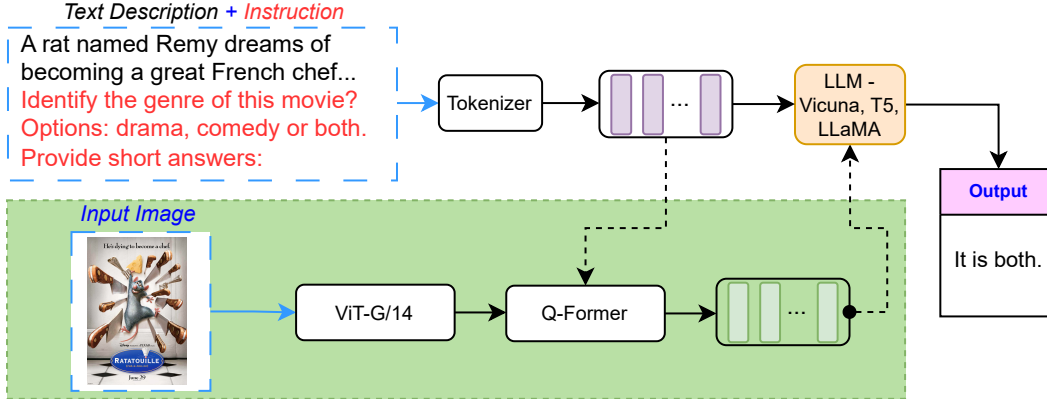 Text Description + Instruction
A rat named Remy dreams of
becoming a great French chef...
Identify the genre of this movie?
Options: drama, comedy or both.
Provide short answers:
Tokenizer
...
LLM -
Vicuna, T5,
LLaMA
Output
It is both.
Input Image
He's dying to become a chef.
RATATOUILLE
June 29
ViT-G/14
Q-Former
...